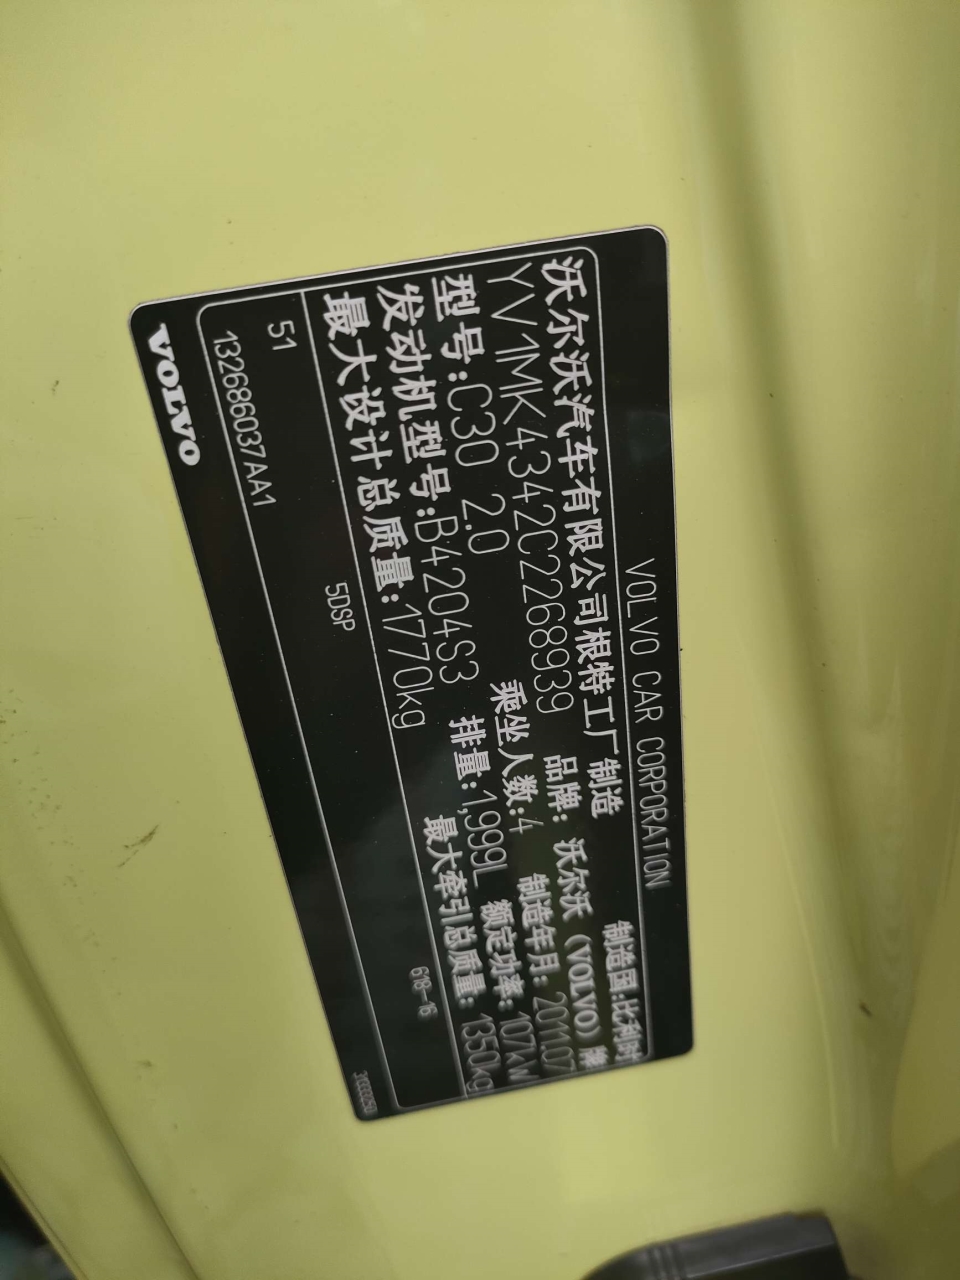 VOLVO CAR CORPORATION
沃尔沃汽车有限公司根特工厂 制造 制造国:比利时
YV1MK4342C2268939 品牌: 沃尔沃 (VOLVO) 牌
型号:C30 2.0 乘坐人数:4 制造年月: 2011.07
发动机型号:B4204S3 排量:1,999L 额定功率:107kW
最大设计总质量:1770kg 最大牵引总质量:1350kg
51 5DSP 618-16
132686037AA1
VOLVO